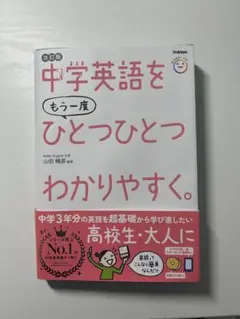 改訂版
Gakken
中学英語を
もう一度
ひとつひとつ
わかりやすく。
山田 暢彦
中学3年分の英語を超基礎から学び直したい
高校生・大人に
No.1